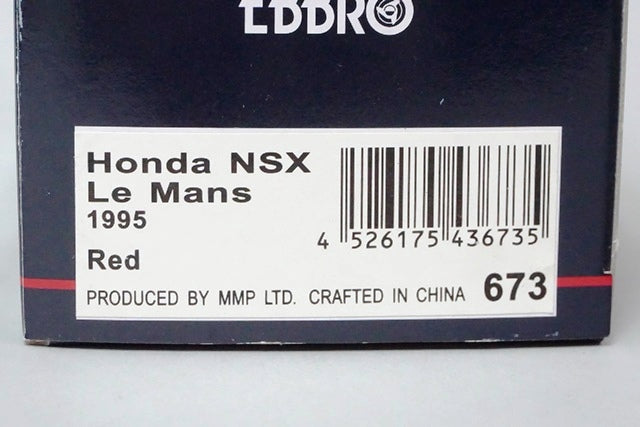 EBBRO
Honda NSX
Le Mans
1995
Red
4 526175 436735
PRODUCED BY MMP LTD. CRAFTED IN CHINA 673